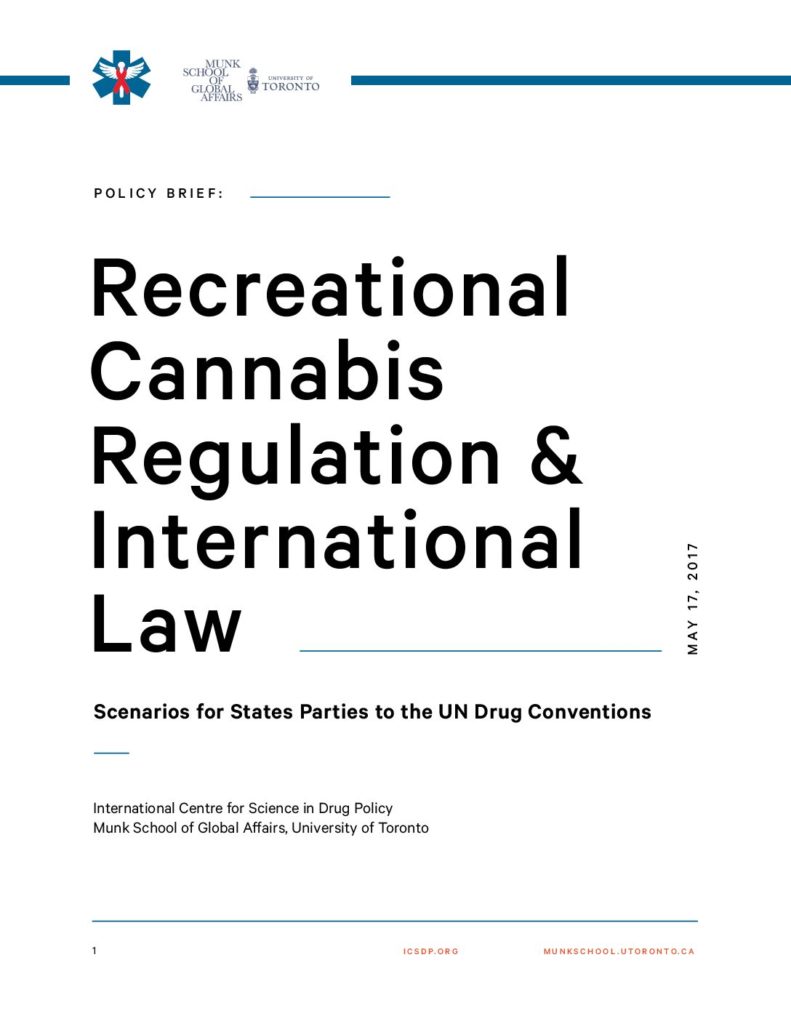 MUNK
SCHOOL
OF
GLOBAL
AFFAIRS
UNIVERSITY OF
TORONTO
POLICY BRIEF:
Recreational
Cannabis
Regulation &
International
Law
MAY 17, 2017
Scenarios for States Parties to the UN Drug Conventions
International Centre for Science in Drug Policy
Munk School of Global Affairs, University of Toronto
1
ICSDP.ORG
MUNKSCHOOL.UTORONTO.CA